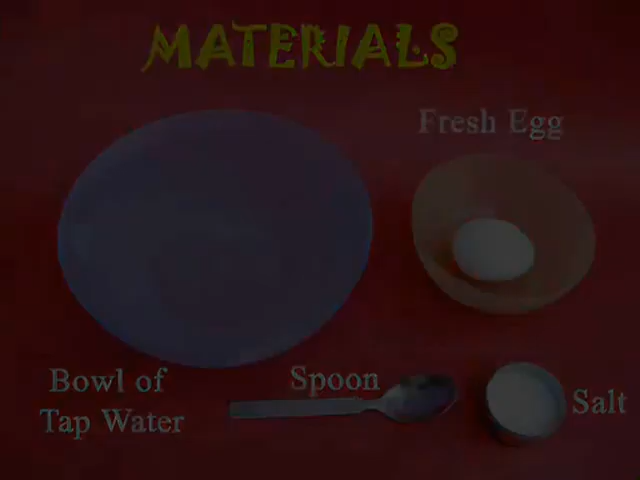 MATERIALS
Fresh Egg
Bowl of
Tap Water
Spoon
Salt